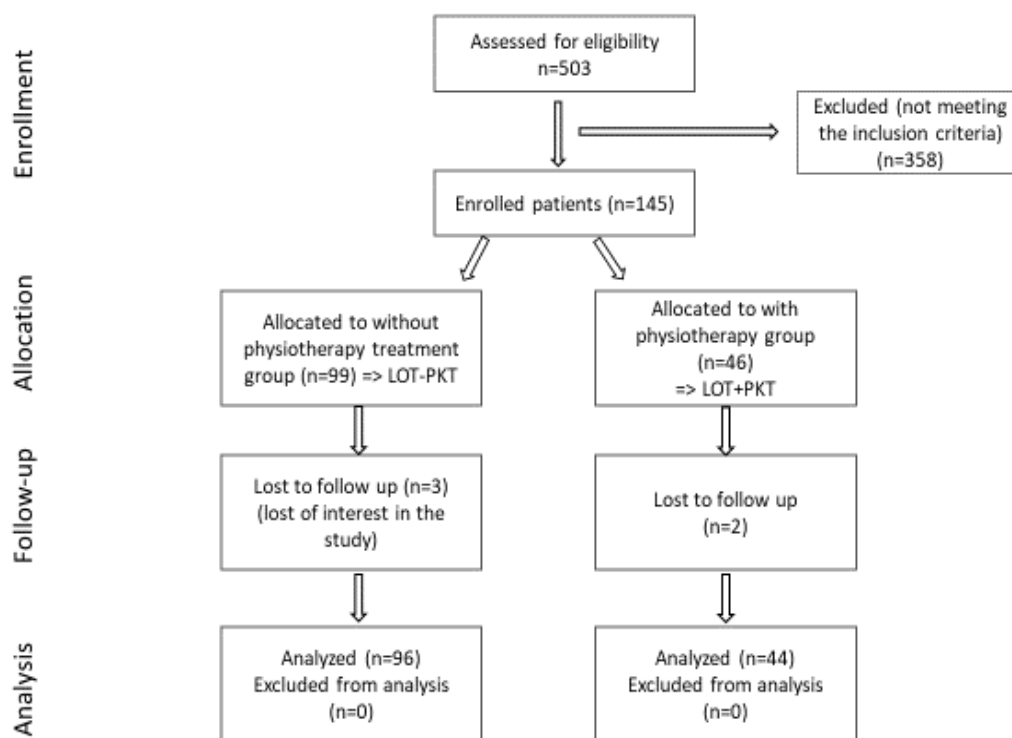 Enrollment
Assessed for eligibility
n=503
Excluded (not meeting
the inclusion criteria)
(n=358)
Enrolled patients (n=145)
Allocation
Allocated to without
physiotherapy treatment
group (n=99) => LOT-PKT
Allocated to with
physiotherapy group
(n=46)
=> LOT+PKT
Follow-up
Lost to follow up (n=3)
(lost of interest in the
study)
Lost to follow up
(n=2)
Analysis
Analyzed (n=96)
Excluded from analysis
(n=0)
Analyzed (n=44)
Excluded from analysis
(n=0)